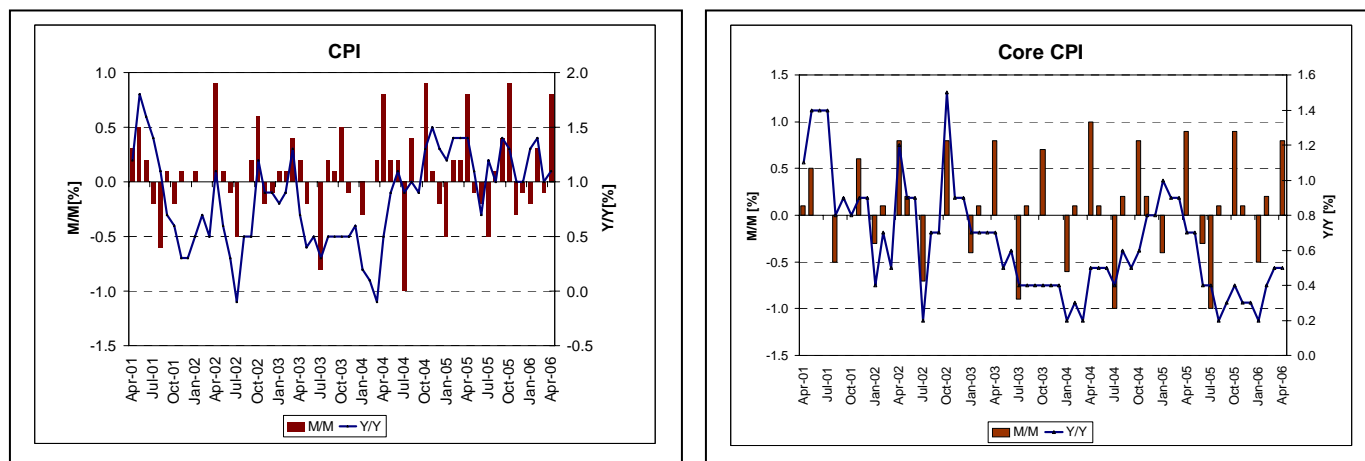 CPI
M/M[%]
1.0
0.5
0.0
-0.5
-1.0
-1.5
2.0
1.5
1.0
0.5
0.0
-0.5
Y/Y[%]
Apr-01
Jul-01
Oct-01
Jan-02
Apr-02
Jul-02
Oct-02
Jan-03
Apr-03
Jul-03
Oct-03
Jan-04
Apr-04
Jul-04
Oct-04
Jan-05
Apr-05
Jul-05
Oct-05
Jan-06
Apr-06
M/M Y/Y
Core CPI
M/M [%]
1.5
1.0
0.5
0.0
-0.5
-1.0
-1.5
1.6
1.4
1.2
1.0
0.8
0.6
0.4
0.2
0.0
Y/Y [%]
Apr-01
Jul-01
Oct-01
Jan-02
Apr-02
Jul-02
Oct-02
Jan-03
Apr-03
Jul-03
Oct-03
Jan-04
Apr-04
Jul-04
Oct-04
Jan-05
Apr-05
Jul-05
Oct-05
Jan-06
Apr-06
M/M Y/Y